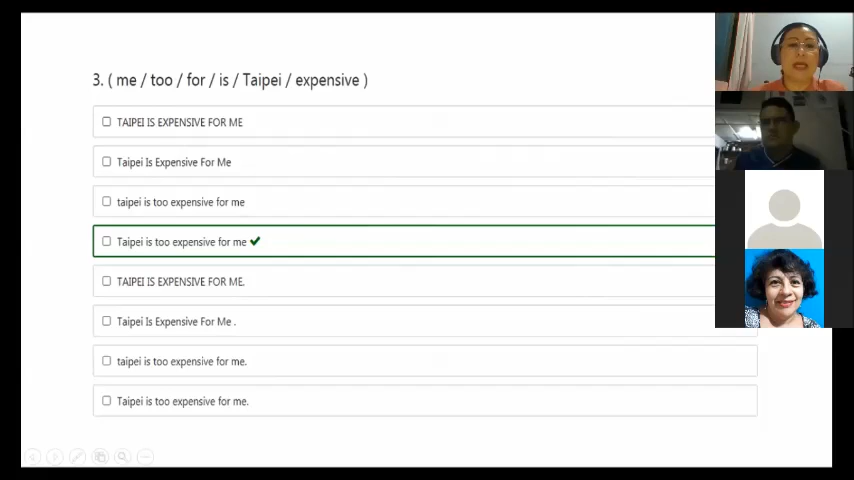 3. ( me / too / for / is / Taipei / expensive )
TAIPEI IS EXPENSIVE FOR ME
Taipei Is Expensive For Me
taipei is too expensive for me
Taipei is too expensive for me
TAIPEI IS EXPENSIVE FOR ME.
Taipei Is Expensive For Me .
taipei is too expensive for me.
Taipei is too expensive for me.